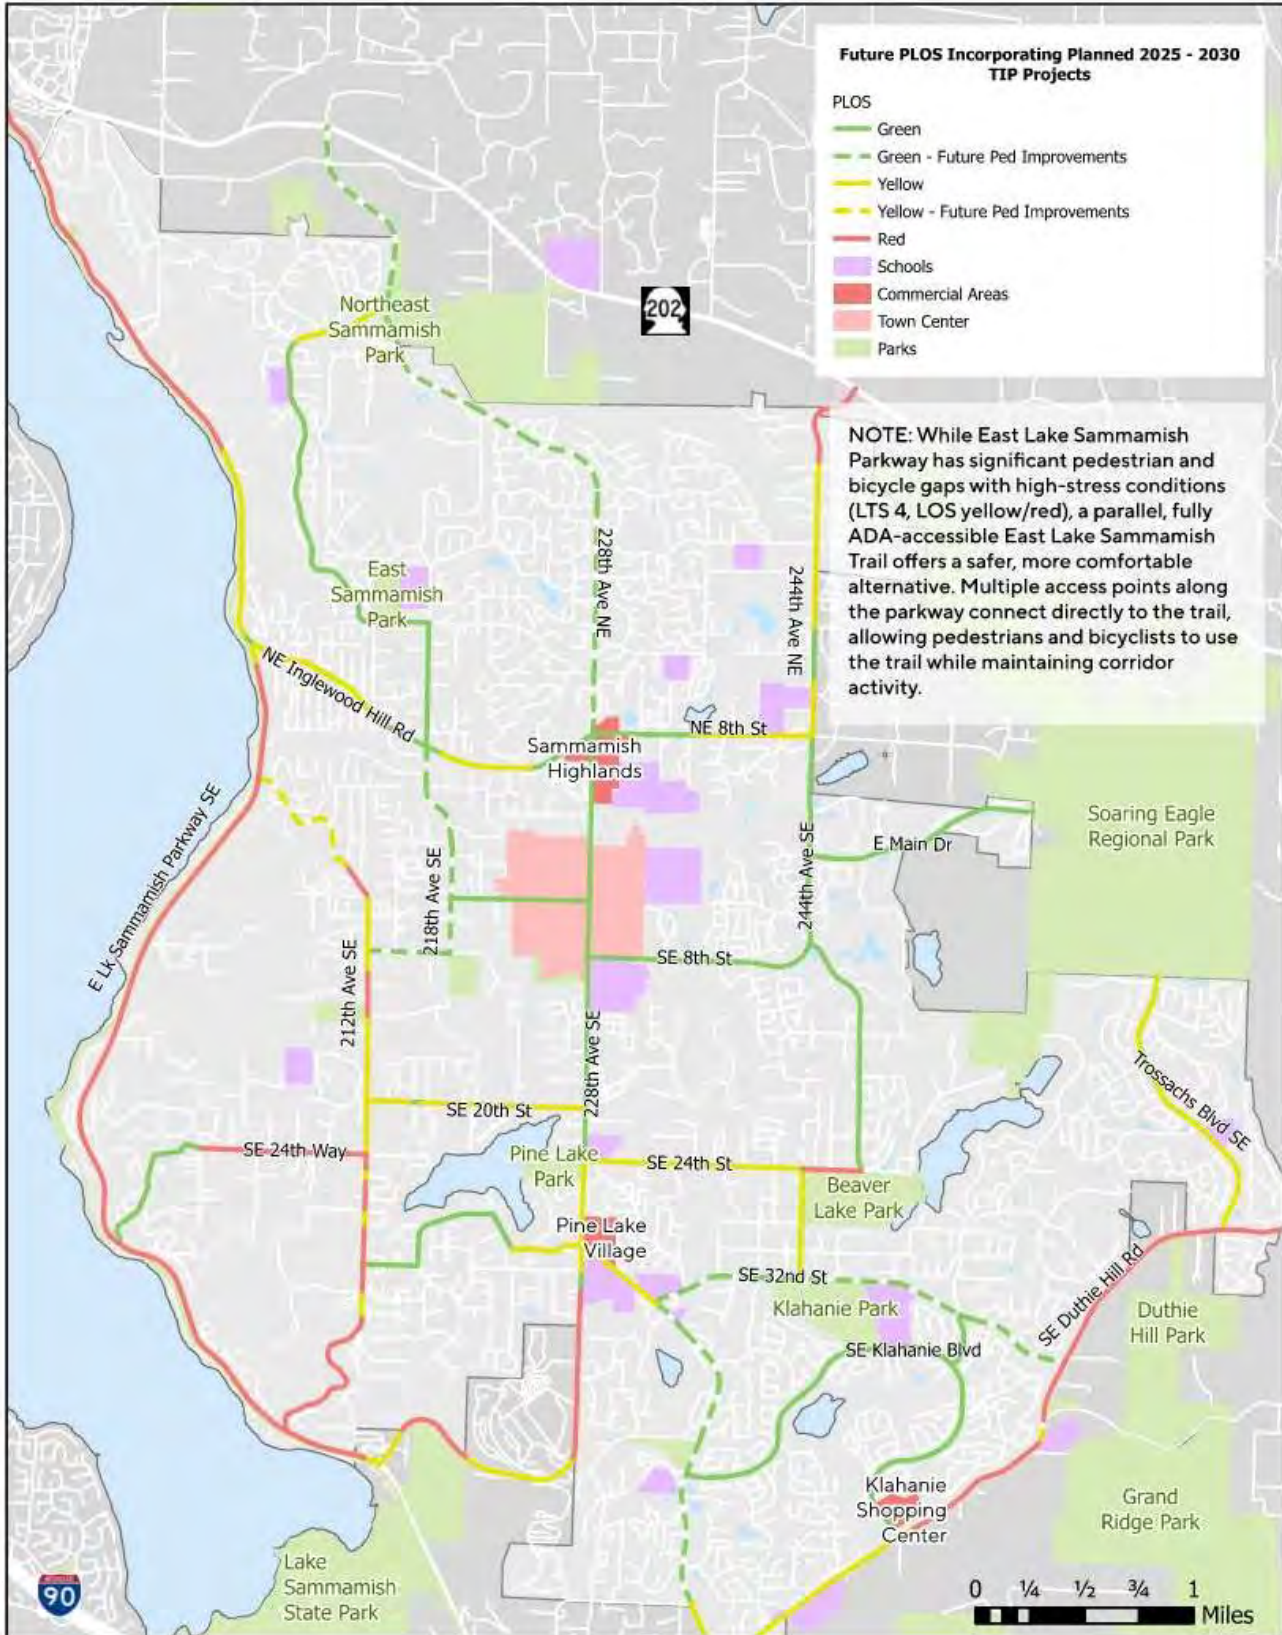 Future PLOS Incorporating Planned 2025 - 2030
TIP Projects
PLOS
Green
Green - Future Ped Improvements
Yellow
Yellow - Future Ped Improvements
Red
Schools
Commercial Areas
Town Center
Parks
202
NOTE: While East Lake Sammamish
Parkway has significant pedestrian and
bicycle gaps with high-stress conditions
(LTS 4, LOS yellow/red), a parallel, fully
ADA-accessible East Lake Sammamish
Trail offers a safer, more comfortable
alternative. Multiple access points along
the parkway connect directly to the trail,
allowing pedestrians and bicyclists to use
the trail while maintaining corridor
activity.
Northeast
Sammamish
Park
East
Sammamish
Park
228th Ave NE
244th Ave NE
NE Inglewood Hill Rd
NE 8th St
Sammamish
Highlands
E Lk Sammamish Parkway SE
Soaring Eagle
Regional Park
E Main Dr
218th Ave SE
244th Ave SE
212th Ave SE
SE 8th St
228th Ave SE
Trossachs Blvd SE
SE 20th St
SE 24th Way
Pine Lake
Park
SE 24th St
Beaver
Lake Park
Pine Lake
Village
SE 32nd St
Klahanie Park
SE Duthie Hill Rd
Duthie
Hill Park
SE Klahanie Blvd
Klahanie
Shopping
Center
Grand
Ridge Park
Lake
Sammamish
State Park
90
0 1/4 1/2 3/4 1
Miles